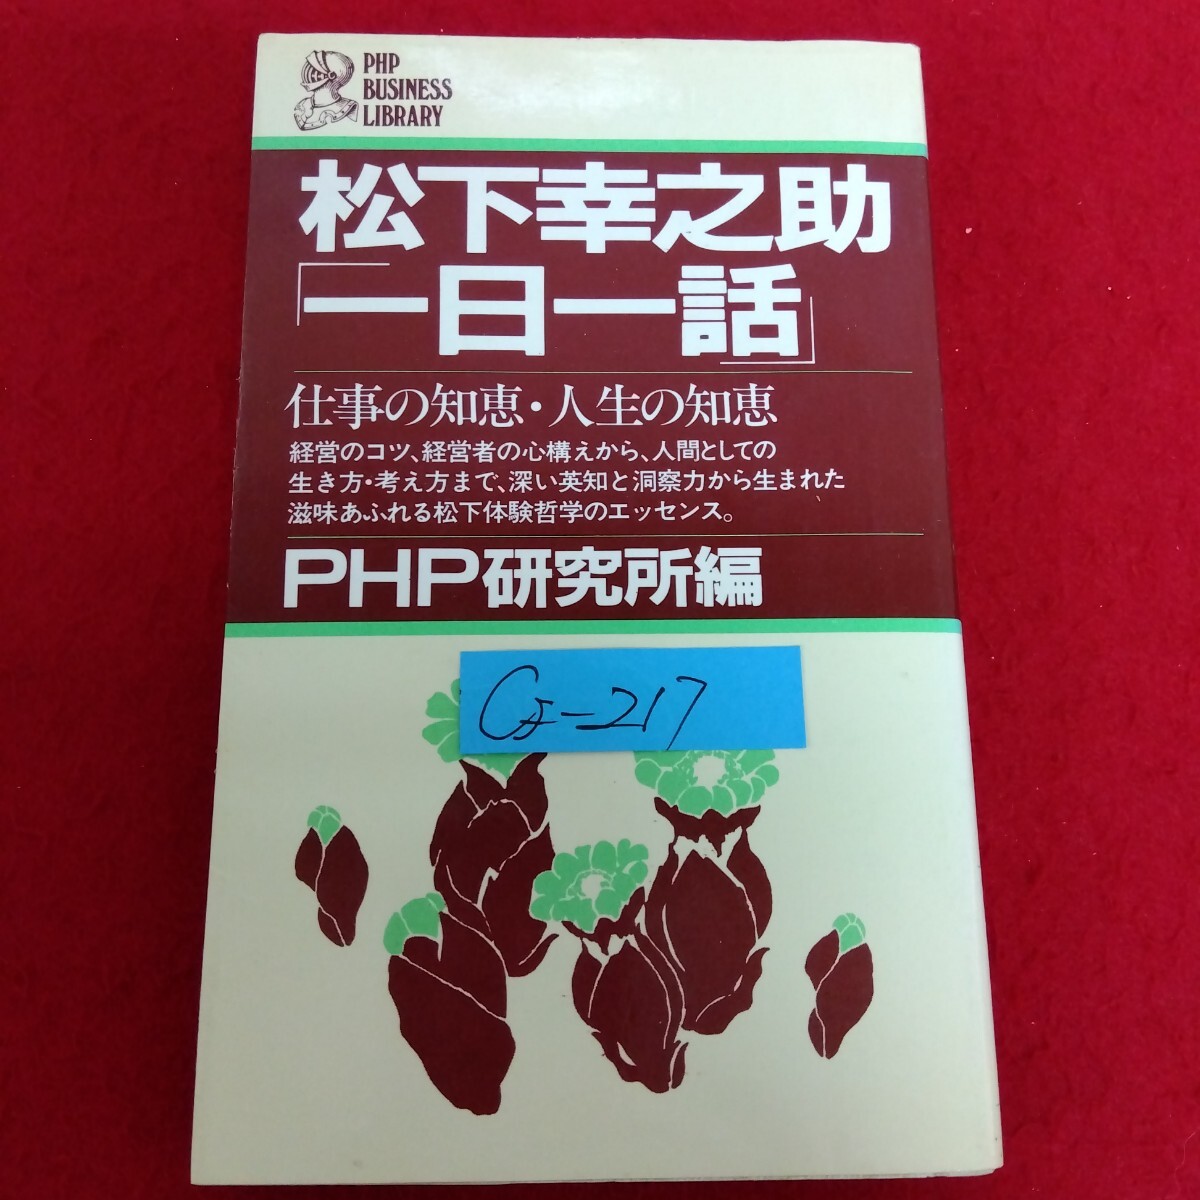 PHP
BUSINESS
LIBRARY
松下幸之助
「一日一話」
仕事の知恵・人生の知恵
経営のコツ、経営者の心構えから、人間としての
生き方・考え方まで、深い英知と洞察力から生まれた
滋味あふれる松下体験哲学のエッセンス。
PHP研究所編
-217